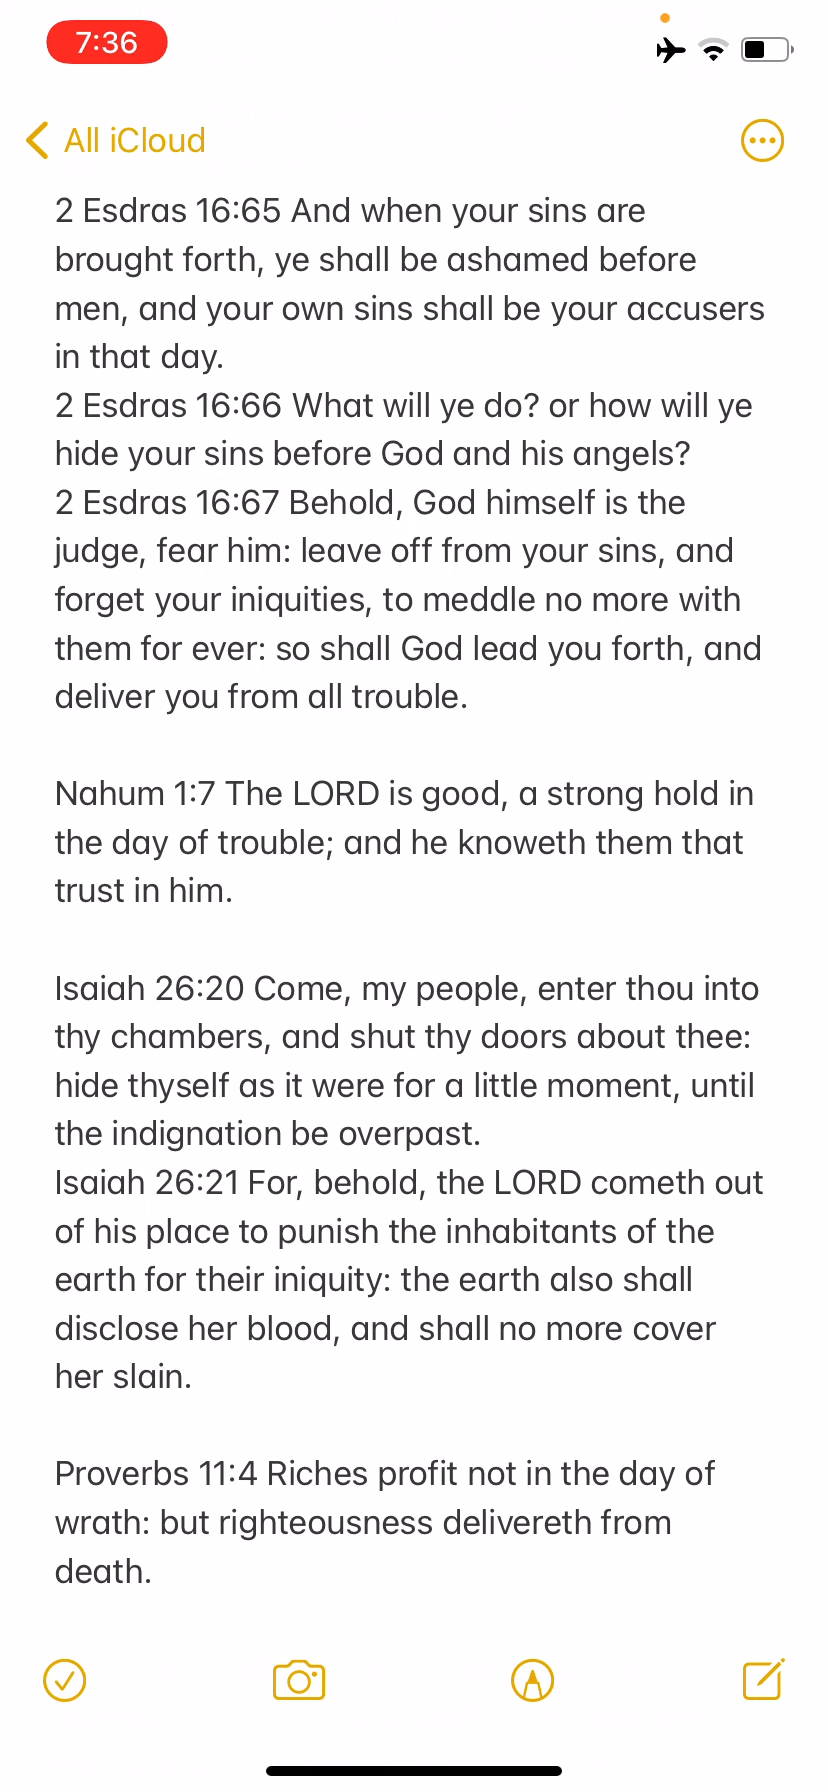 7:36
All iCloud
2 Esdras 16:65 And when your sins are
brought forth, ye shall be ashamed before
men, and your own sins shall be your accusers
in that day.
2 Esdras 16:66 What will ye do? or how will ye
hide your sins before God and his angels?
2 Esdras 16:67 Behold, God himself is the
judge, fear him: leave off from your sins, and
forget your iniquities, to meddle no more with
them for ever: so shall God lead you forth, and
deliver you from all trouble.
Nahum 1:7 The LORD is good, a strong hold in
the day of trouble; and he knoweth them that
trust in him.
Isaiah 26:20 Come, my people, enter thou into
thy chambers, and shut thy doors about thee:
hide thyself as it were for a little moment, until
the indignation be overpast.
Isaiah 26:21 For, behold, the LORD cometh out
of his place to punish the inhabitants of the
earth for their iniquity: the earth also shall
disclose her blood, and shall no more cover
her slain.
Proverbs 11:4 Riches profit not in the day of
wrath: but righteousness delivereth from
death.